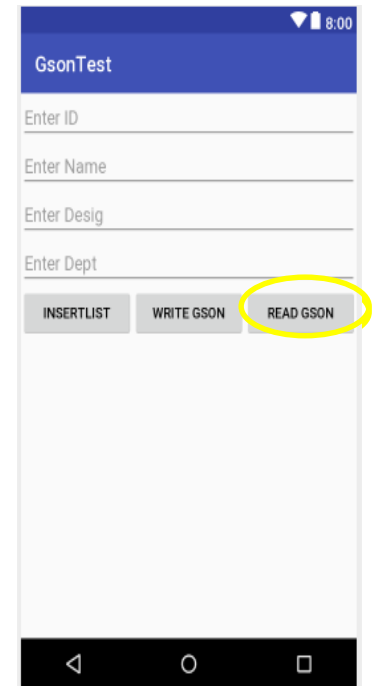 8:00
GsonTest
Enter ID
Enter Name
Enter Desig
Enter Dept
INSERTLIST WRITE GSON READ GSON